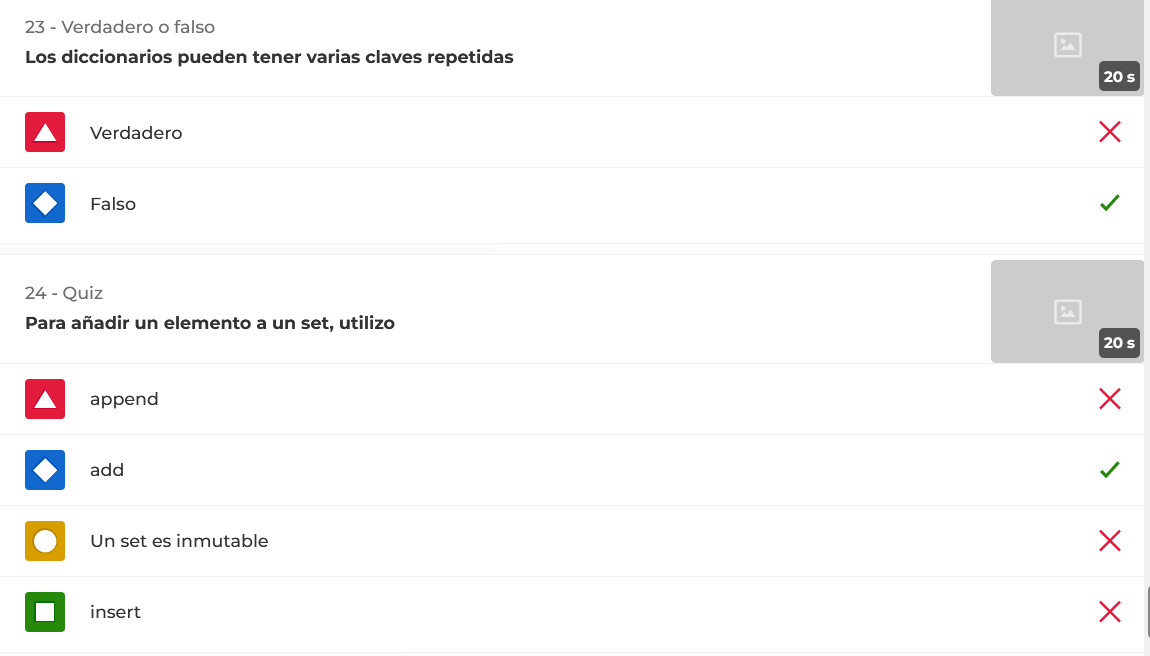 23 - Verdadero o falso
Los diccionarios pueden tener varias claves repetidas
20 s
Verdadero
Falso
24 - Quiz
Para añadir un elemento a un set, utilizo
20 s
append
add
Un set es inmutable
insert